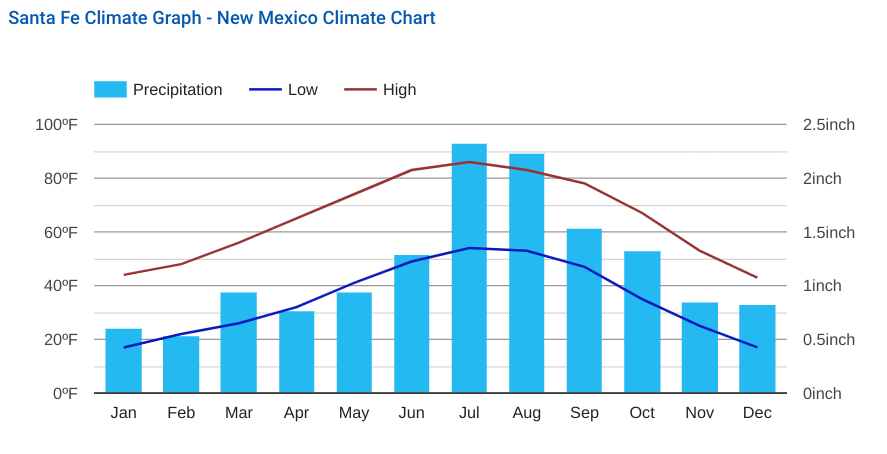 Santa Fe Climate Graph - New Mexico Climate Chart
Precipitation Low High
100ºF 2.5inch
80ºF 2inch
60ºF 1.5inch
40ºF 1inch
20ºF 0.5inch
0ºF 0inch
Jan Feb Mar Apr May Jun Jul Aug Sep Oct Nov Dec